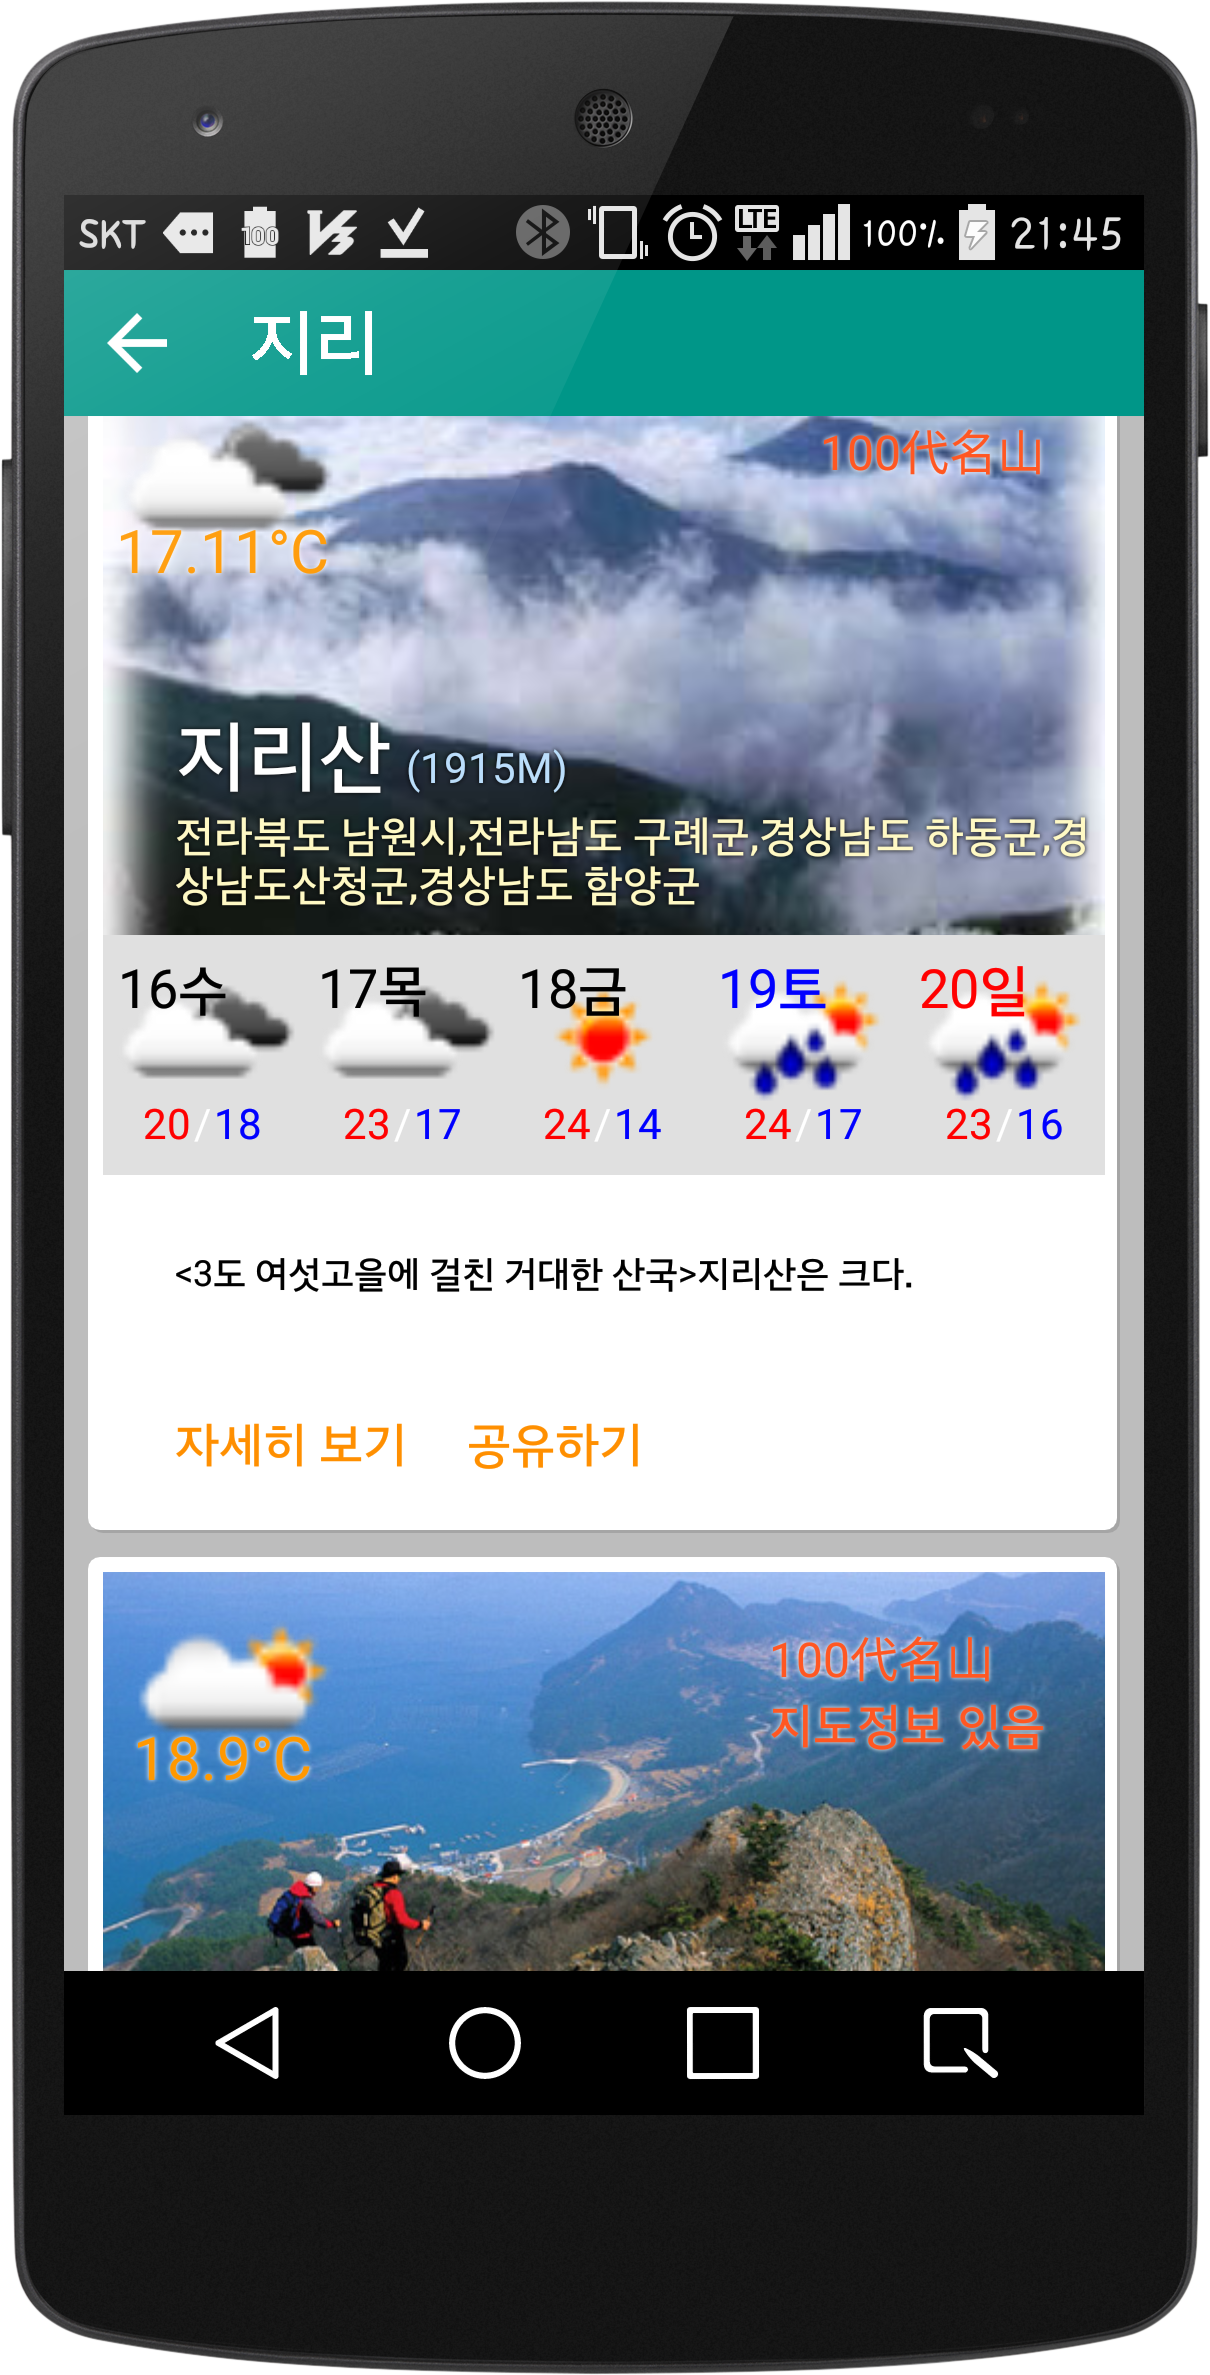 SKT 100 LTE 100% 21:45
지리
100代名山
17.11°C
지리산 (1915M)
전라북도 남원시,전라남도 구례군,경상남도 하동군,경
상남도산청군,경상남도 함양군
16수 17목 18금 19토 20일
20/18 23/17 24/14 24/17 23/16
<3도 여섯고을에 걸친 거대한 산국>지리산은 크다.
자세히 보기 공유하기
100代名山
지도정보 있음
18.9°C